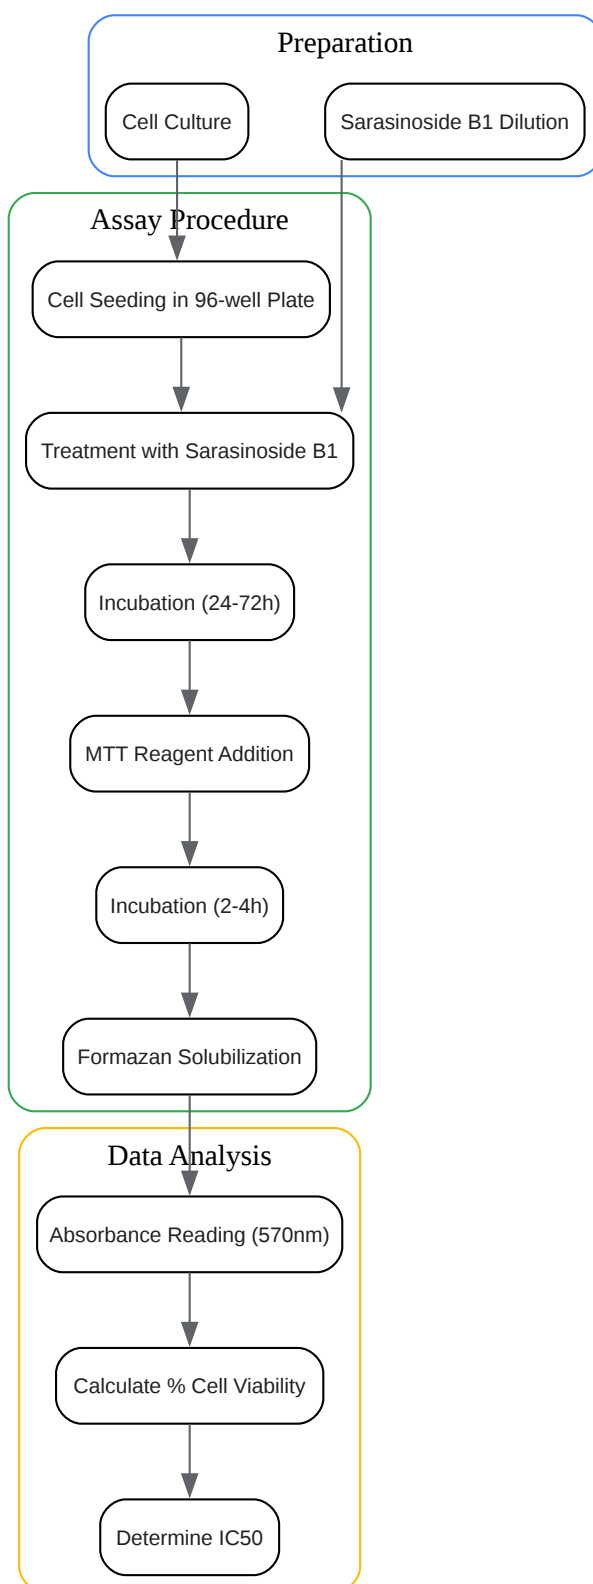 Preparation
Cell Culture
Sarasinoside B1 Dilution
Assay Procedure
Cell Seeding in 96-well Plate
Treatment with Sarasinoside B1
Incubation (24-72h)
MTT Reagent Addition
Incubation (2-4h)
Formazan Solubilization
Data Analysis
Absorbance Reading (570nm)
Calculate % Cell Viability
Determine IC50